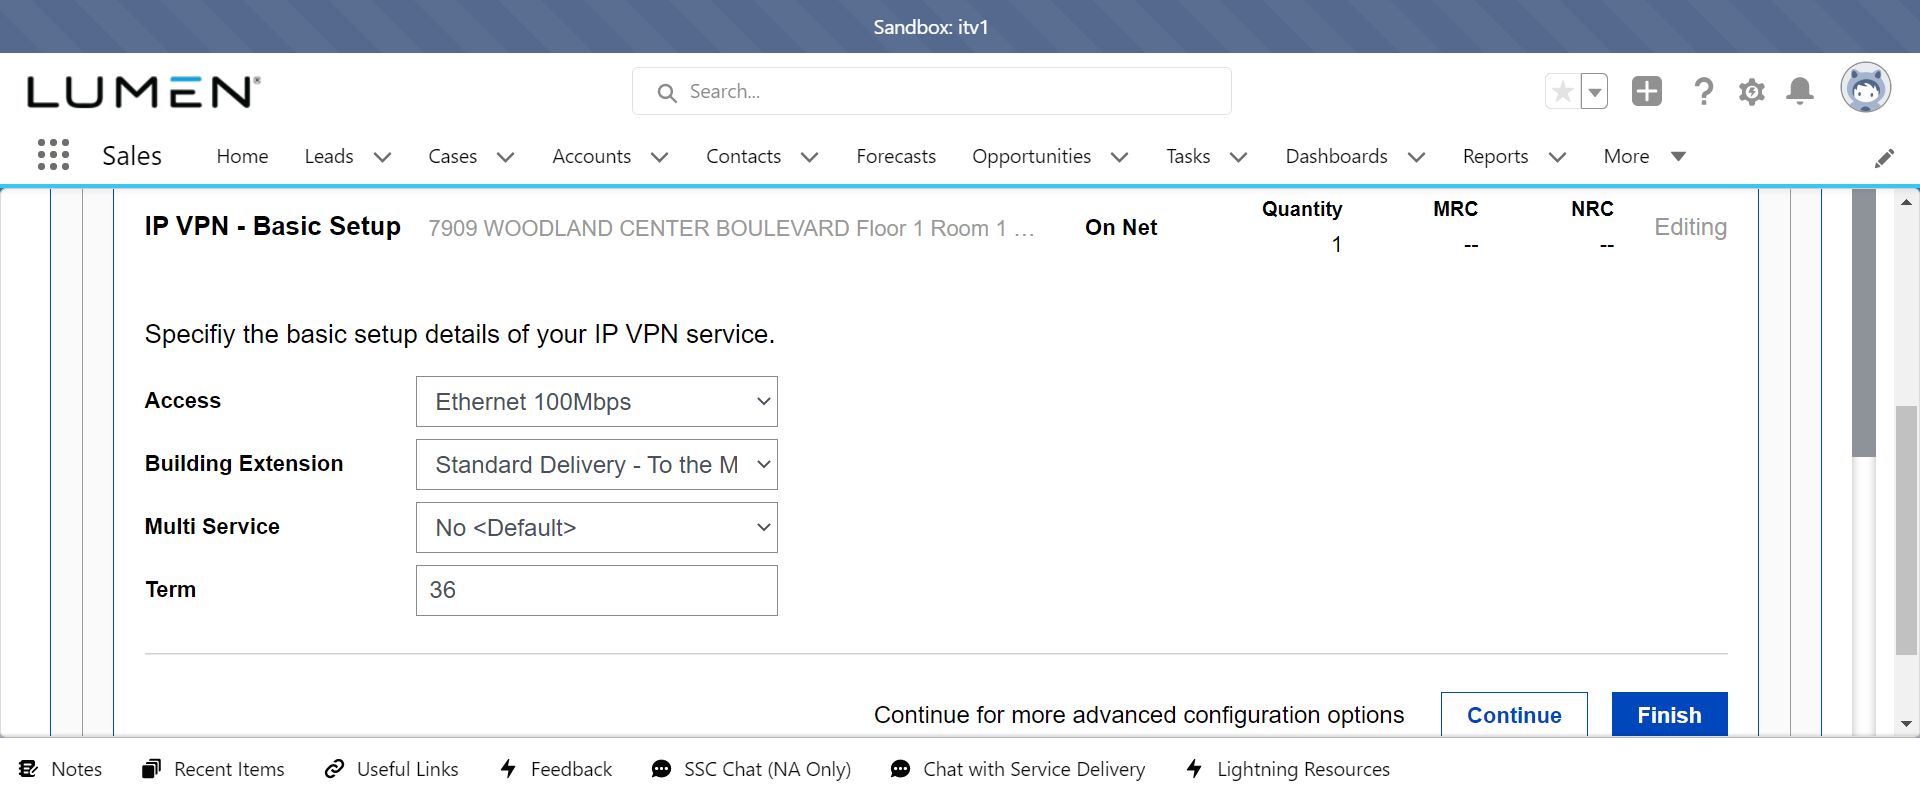 Sandbox: itv1
LUMEN
Search...
Sales Home Leads Cases Accounts Contacts Forecasts Opportunities Tasks Dashboards Reports More
IP VPN - Basic Setup 7909 WOODLAND CENTER BOULEVARD Floor 1 Room 1 ... On Net Quantity MRC NRC Editing
1 -- --
Specifiy the basic setup details of your IP VPN service.
Access Ethernet 100Mbps
Building Extension Standard Delivery - To the M
Multi Service No <Default>
Term 36
Continue for more advanced configuration options Continue Finish
Notes Recent Items Useful Links Feedback SSC Chat (NA Only) Chat with Service Delivery Lightning Resources